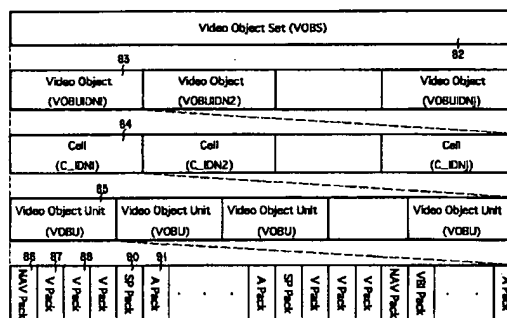 Video Object Set (VOBS)
82
83
Video Object
(VOBUIDN1)
Video Object
(VOBUIDN2)
Video Object
(VOBUIDNj)
84
Cell
(C_IDN1)
Cell
(C_IDN2)
Cell
(C_IDNj)
85
Video Object Unit
(VOBU)
Video Object Unit
(VOBU)
Video Object Unit
(VOBU)
Video Object Unit
(VOBU)
86 87 88 90 91
NAV Pack
V Pack
V Pack
V Pack
SP Pack
A Pack
. . .
A Pack
SP Pack
V Pack
V Pack
V Pack
NAV Pack
VBI Pack
. .
A Pack